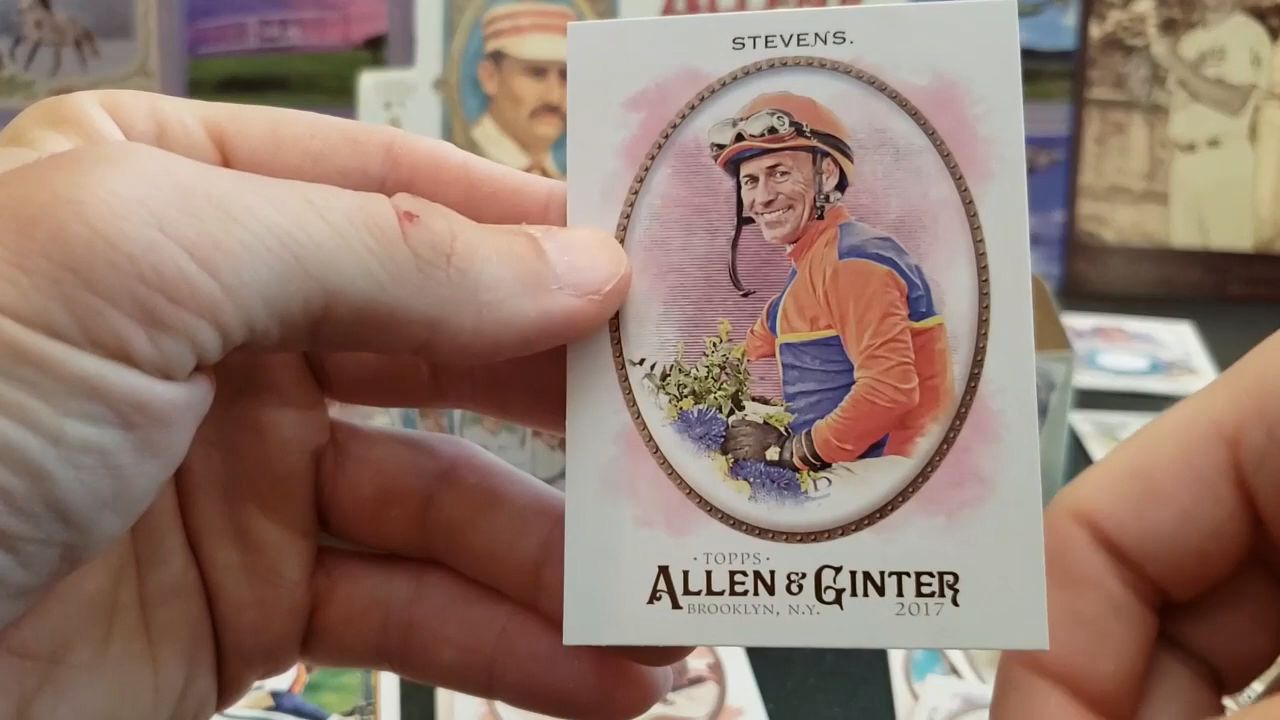 STEVENS.
S
• TOPPS •
ALLEN & GINTER
BROOKLYN, N.Y. 2017